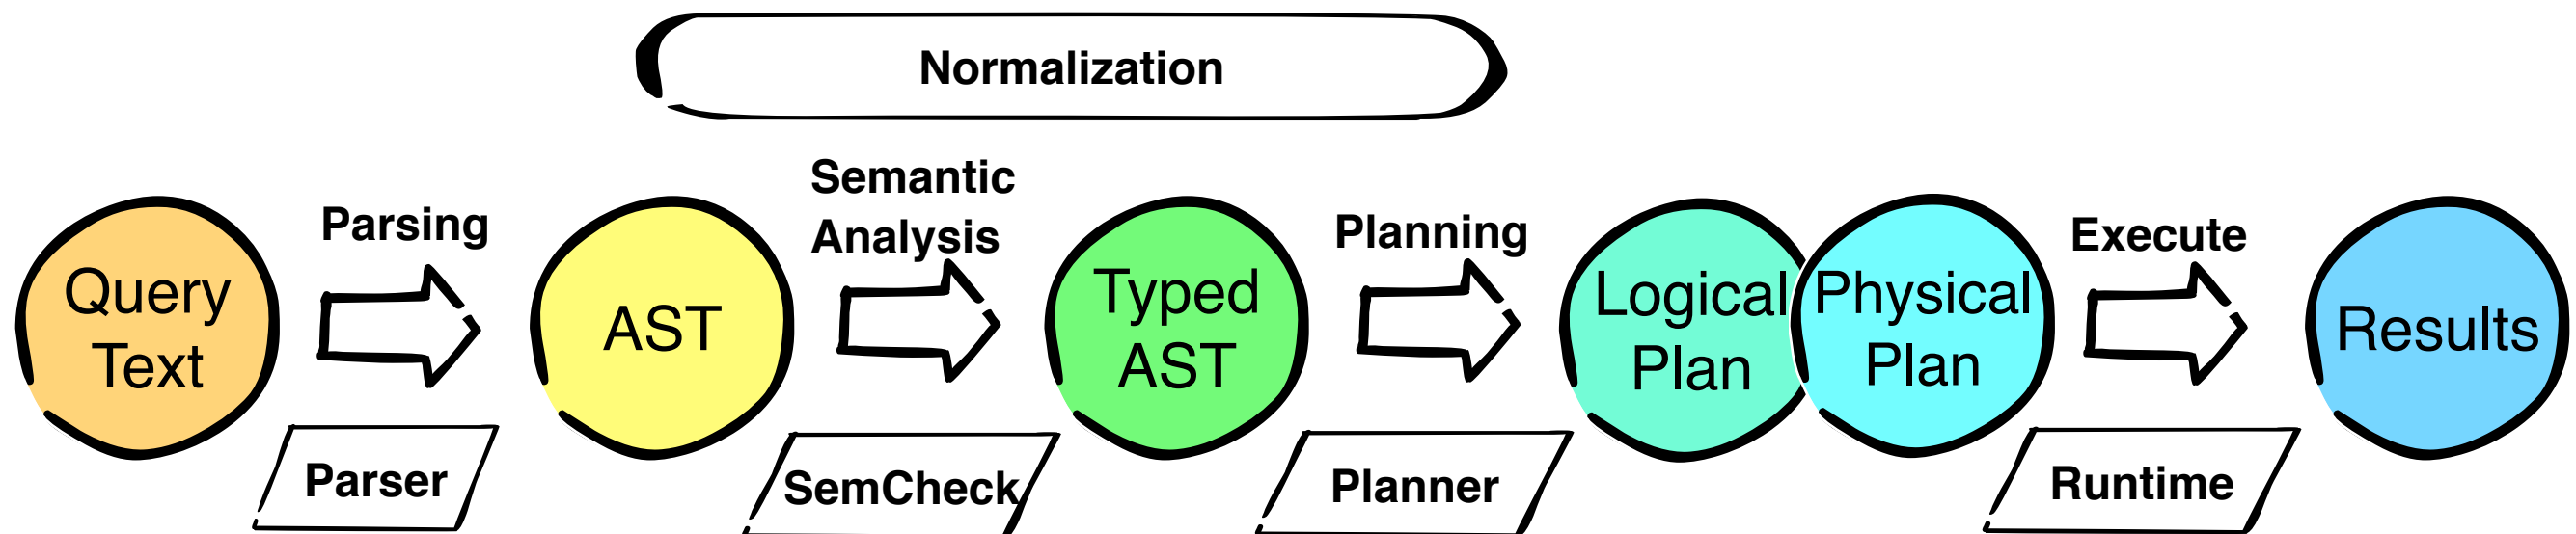 Normalization
Query
Text
Parsing
Parser
AST
Semantic
Analysis
SemCheck
Typed
AST
Planning
Planner
Logical
Plan
Physical
Plan
Execute
Runtime
Results